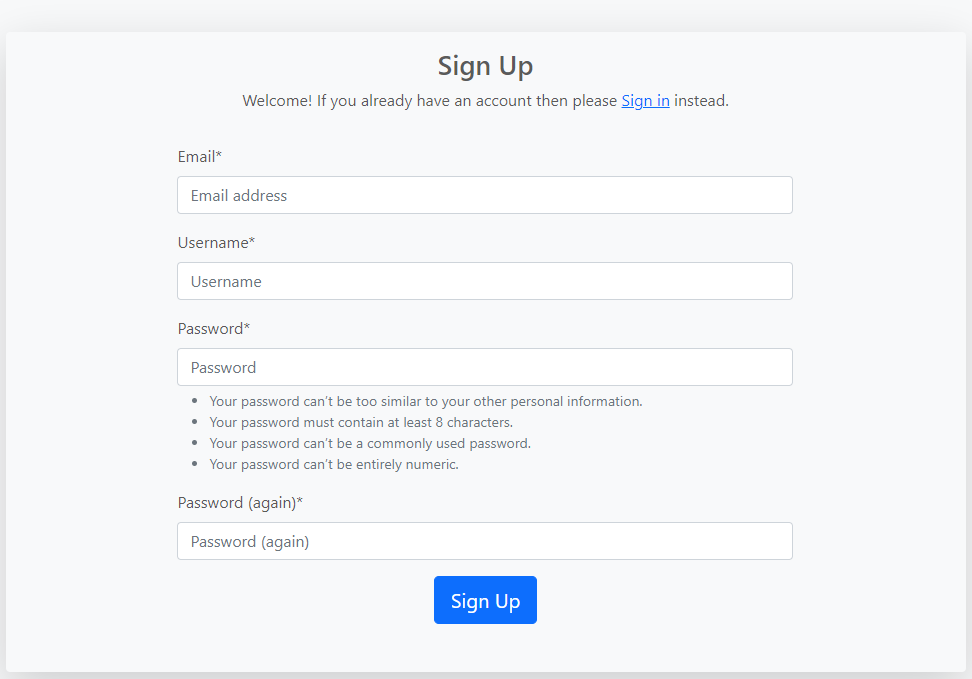 Sign Up
Welcome! If you already have an account then please Sign in instead.
Email*
Email address
Username*
Username
Password*
Password
• Your password can't be too similar to your other personal information.
• Your password must contain at least 8 characters.
• Your password can't be a commonly used password.
• Your password can't be entirely numeric.
Password (again)*
Password (again)
Sign Up